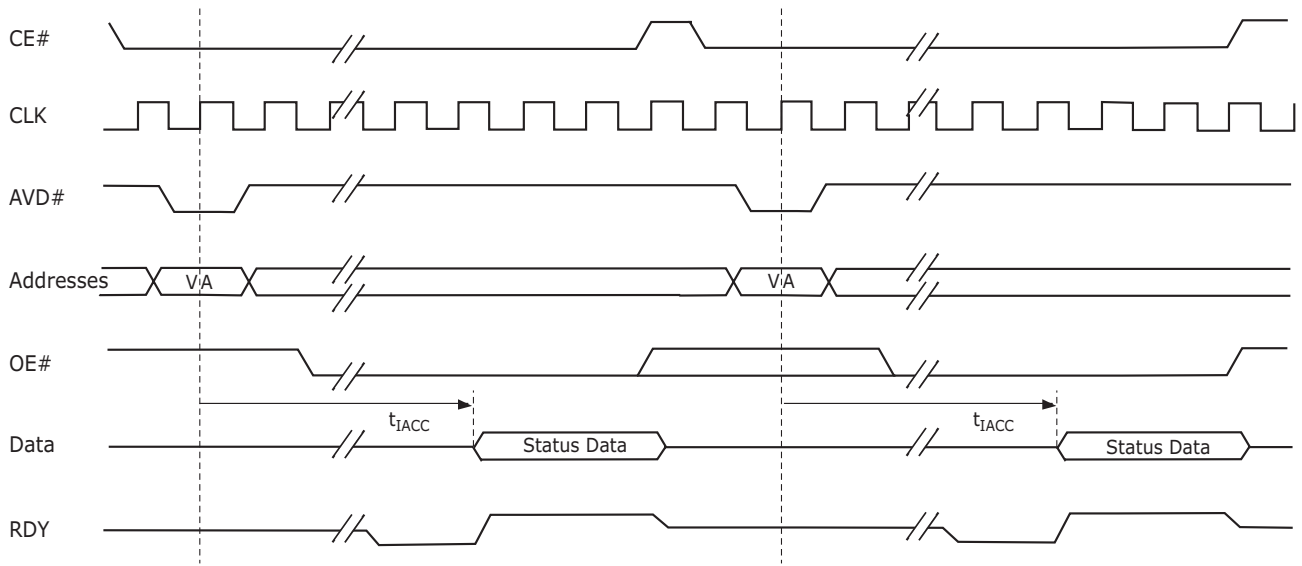 CE#
CLK
AVD#
Addresses
VA
VA
OE#
tIACC
tIACC
Data
Status Data
Status Data
RDY